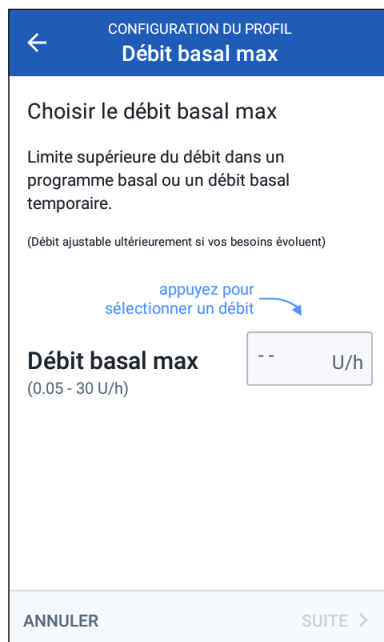 CONFIGURATION DU PROFIL
Débit basal max
Choisir le débit basal max
Limite supérieure du débit dans un
programme basal ou un débit basal
temporaire.
(Débit ajustable ultérieurement si vos besoins évoluent)
appuyez pour
sélectionner un débit
Débit basal max
-- U/h
(0.05 - 30 U/h)
ANNULER
SUITE